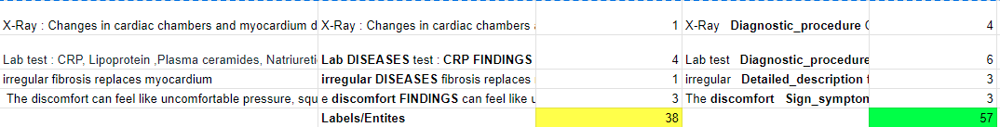 X-Ray : Changes in cardiac chambers and myocardium d X-Ray : Changes in cardiac chambers 1 X-Ray Diagnostic_procedure 4
Lab test : CRP, Lipoprotein ,Plasma ceramides, Natriureti Lab DISEASES test : CRP FINDINGS 4 Lab test Diagnostic_procedure 6
irregular fibrosis replaces myocardium irregular DISEASES fibrosis replaces 1 irregular Detailed_description 3
The discomfort can feel like uncomfortable pressure, squ e discomfort FINDINGS can feel like 3 The discomfort Sign_sympton 3
Labels/Entites 38 57